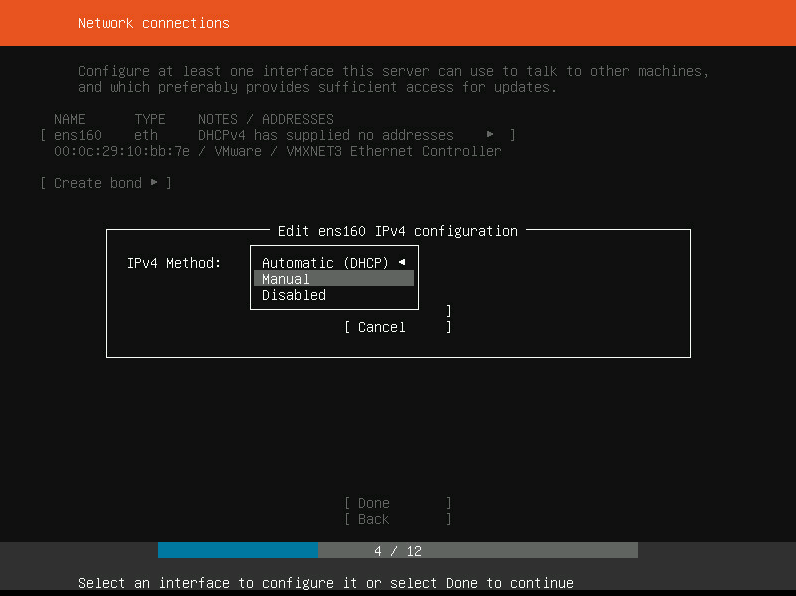 Network connections
Configure at least one interface this server can use to talk to other machines,
and which preferably provides sufficient access for updates.
NAME TYPE NOTES / ADDRESSES
[ ens160 eth DHCPv4 has supplied no addresses ▸ ]
00:0c:29:10:bb:7e / VMware / VMXNET3 Ethernet Controller
[ Create bond ▸ ]
Edit ens160 IPv4 configuration
IPv4 Method: Automatic (DHCP) ◂
Manual
Disabled
]
[ Cancel ]
[ Done ]
[ Back ]
4 / 12
Select an interface to configure it or select Done to continue